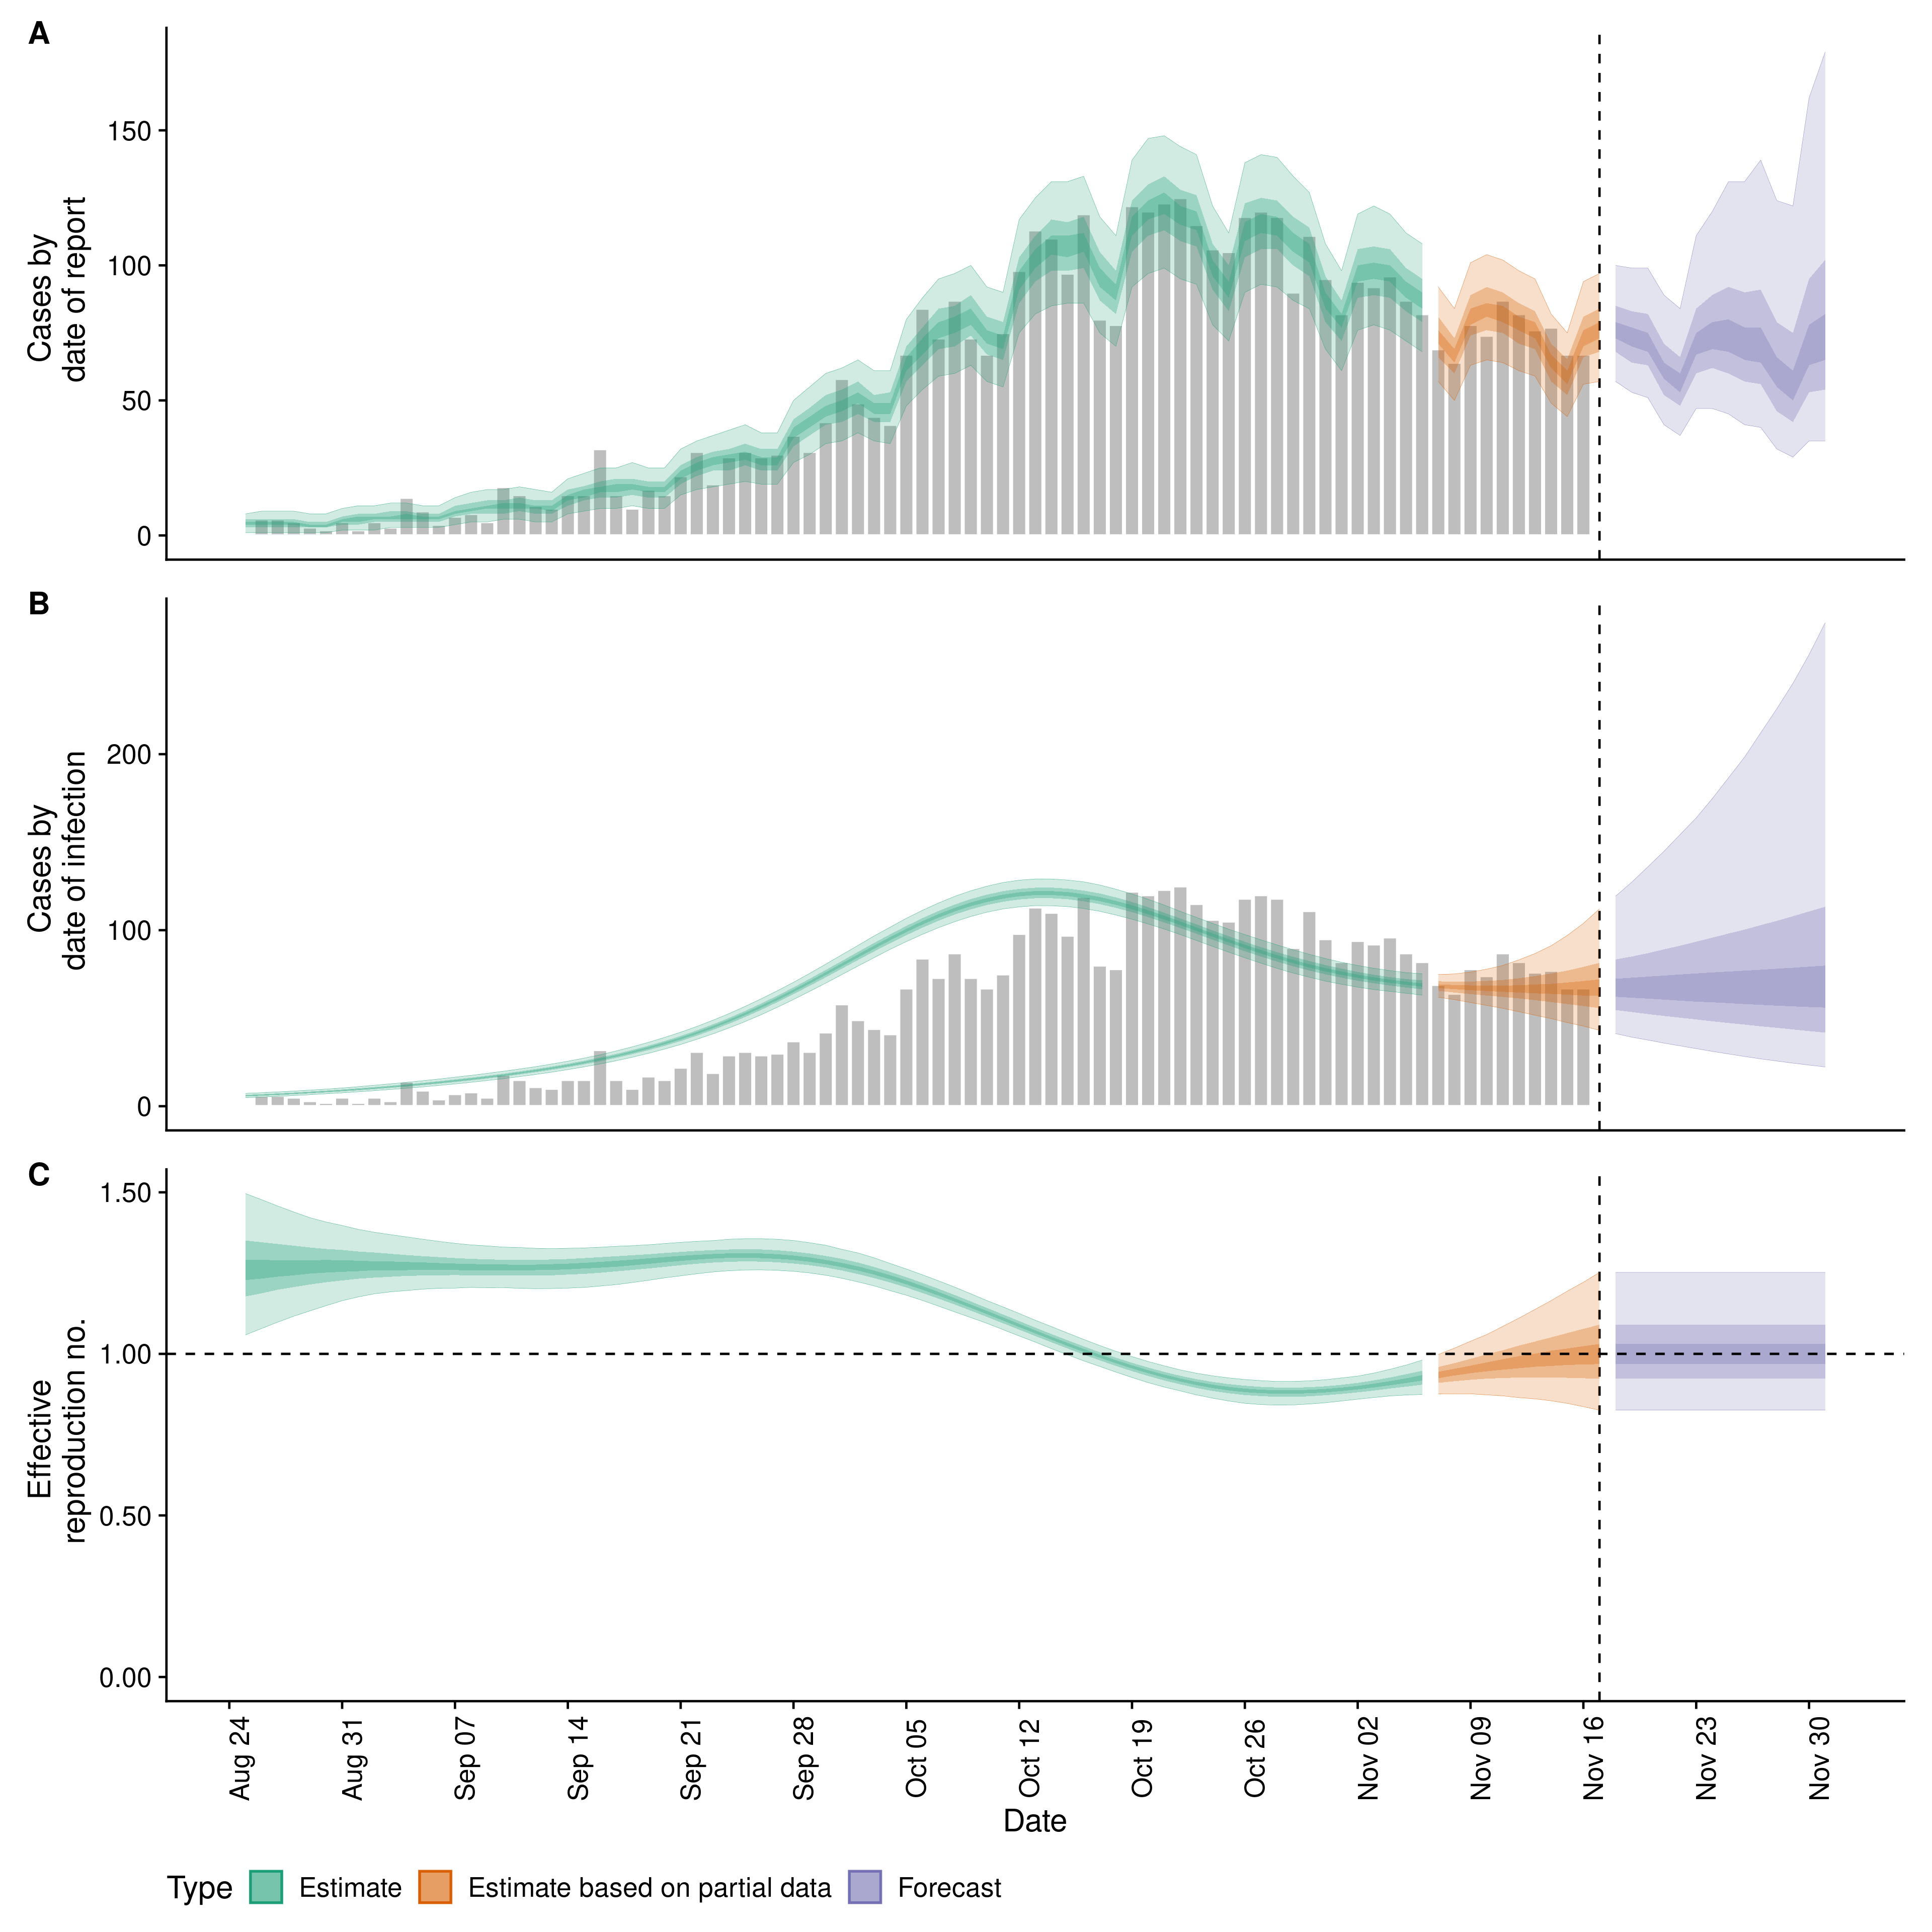 A
Cases by
date of report
150
100
50
0
B
Cases by
date of infection
200
100
0
C
Effective
reproduction no.
1.50
1.00
0.50
0.00
Aug 24
Aug 31
Sep 07
Sep 14
Sep 21
Sep 28
Oct 05
Oct 12
Oct 19
Oct 26
Nov 02
Nov 09
Nov 16
Nov 23
Nov 30
Date
Type Estimate Estimate based on partial data Forecast